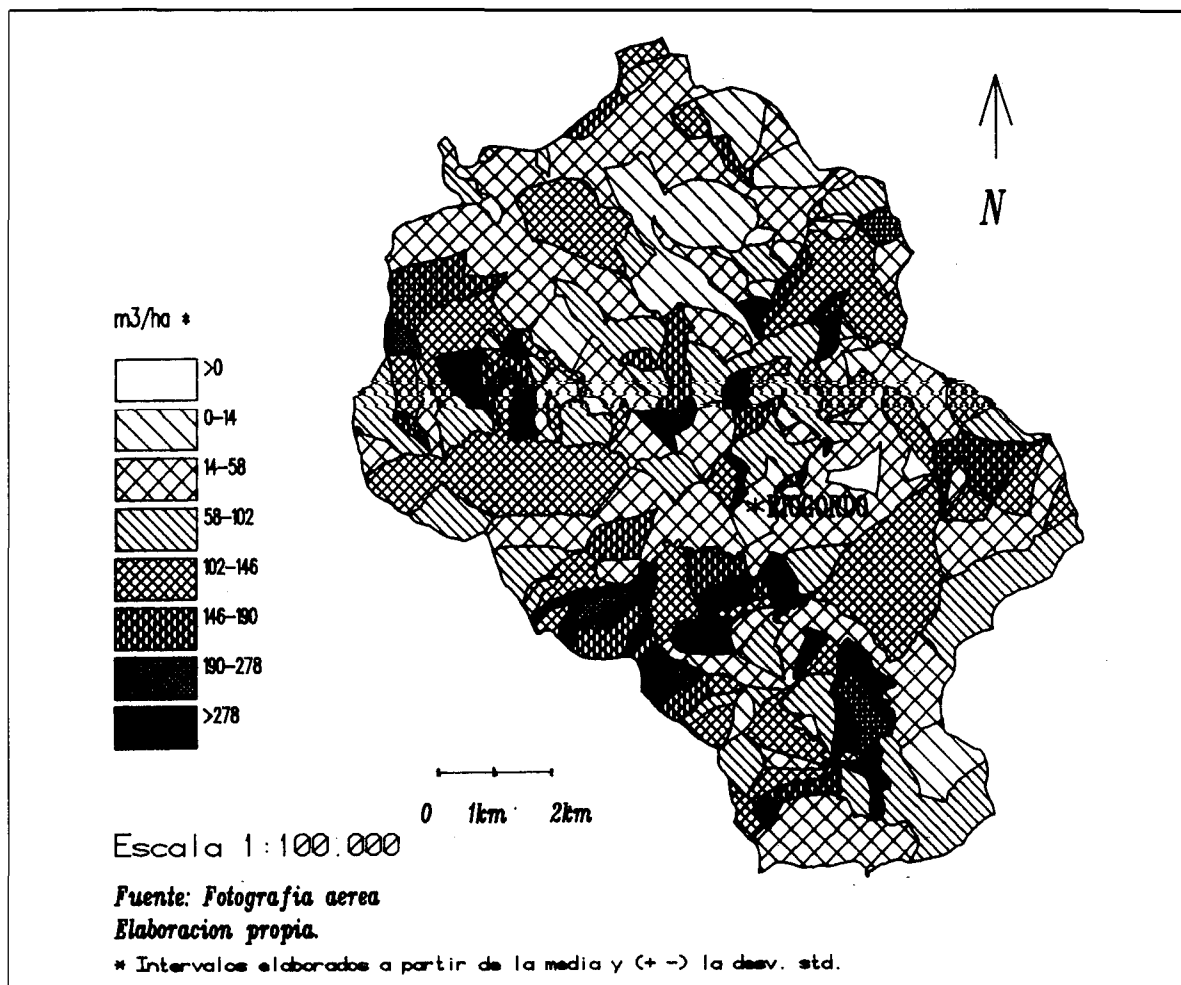 N
m3/ha *
>0
0-14
14-58
58-102
102-146
146-190
190-278
>278
*RIOGORDO
0 1km 2km
Escala 1:100.000
Fuente: Fotografia aerea
Elaboracion propia.
* Intervalos elaborados a partir de la media y (+ -) la desv. std.